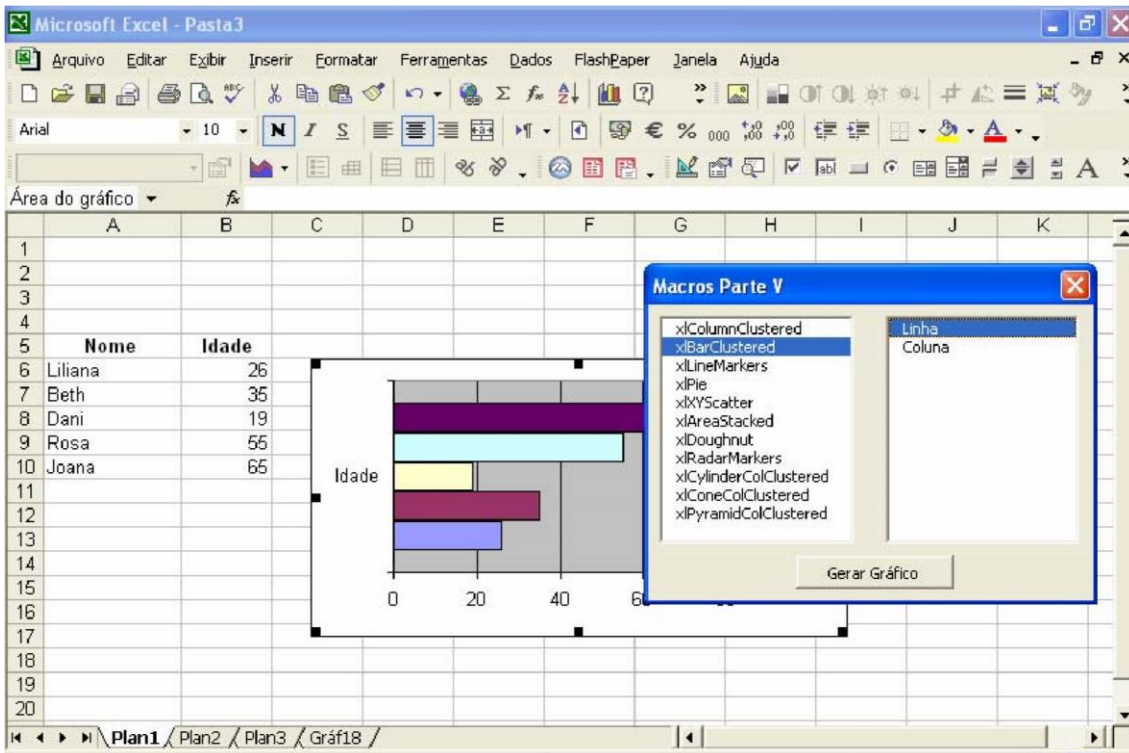 Microsoft Excel - Pasta3
Arquivo Editar Exibir Inserir Formatar Ferramentas Dados FlashPaper Janela Ajuda
Arial 10 N I S
Área do gráfico fx
A B C D E F G H I J K
1
2
3
4
5 Nome Idade
6 Liliana 26
7 Beth 35
8 Dani 19
9 Rosa 55
10 Joana 65
11
12
13
14
15
16
17
18
19
20
Idade
0 20 40
Macros Parte V
xlColumnClustered
xlBarClustered
xlLineMarkers
xlPie
xlXYScatter
xlAreaStacked
xlDoughnut
xlRadarMarkers
xlCylinderColClustered
xlConeColClustered
xlPyramidColClustered
Linha
Coluna
Gerar Gráfico
Plan1 Plan2 Plan3 Gráf18